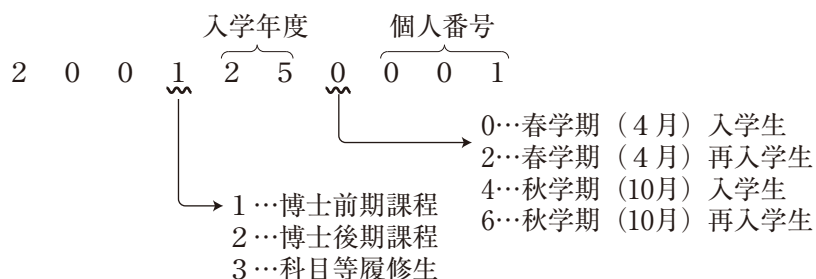 入学年度 個人番号
2 0 0 1 2 5 0 0 0 1
0…春学期（4月）入学生
2…春学期（4月）再入学生
4…秋学期（10月）入学生
6…秋学期（10月）再入学生
1…博士前期課程
2…博士後期課程
3…科目等履修生